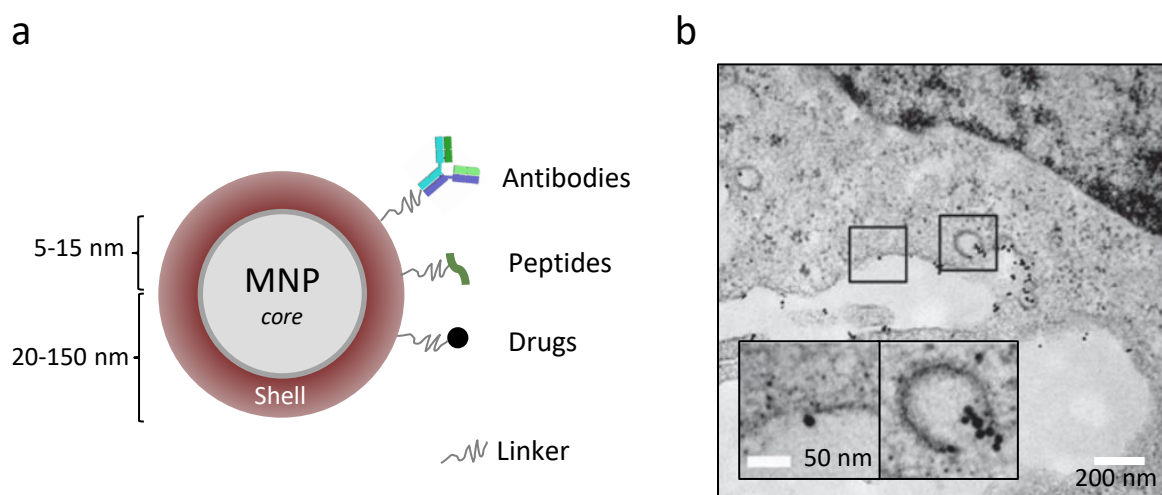 a
b
Antibodies
5-15 nm
MNP
core
Peptides
20-150 nm
Drugs
Shell
Linker
50 nm
200 nm